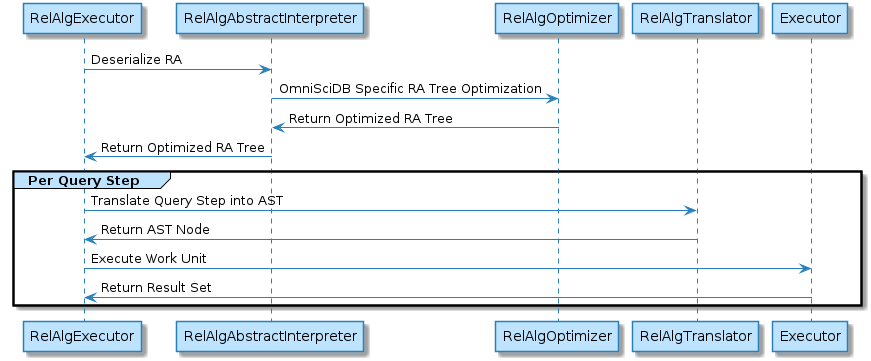 RelAlgExecutor RelAlgAbstractInterpreter RelAlgOptimizer RelAlgTranslator Executor
Deserialize RA
OmniSciDB Specific RA Tree Optimization
Return Optimized RA Tree
Return Optimized RA Tree
Per Query Step
Translate Query Step into AST
Return AST Node
Execute Work Unit
Return Result Set
RelAlgExecutor RelAlgAbstractInterpreter RelAlgOptimizer RelAlgTranslator Executor